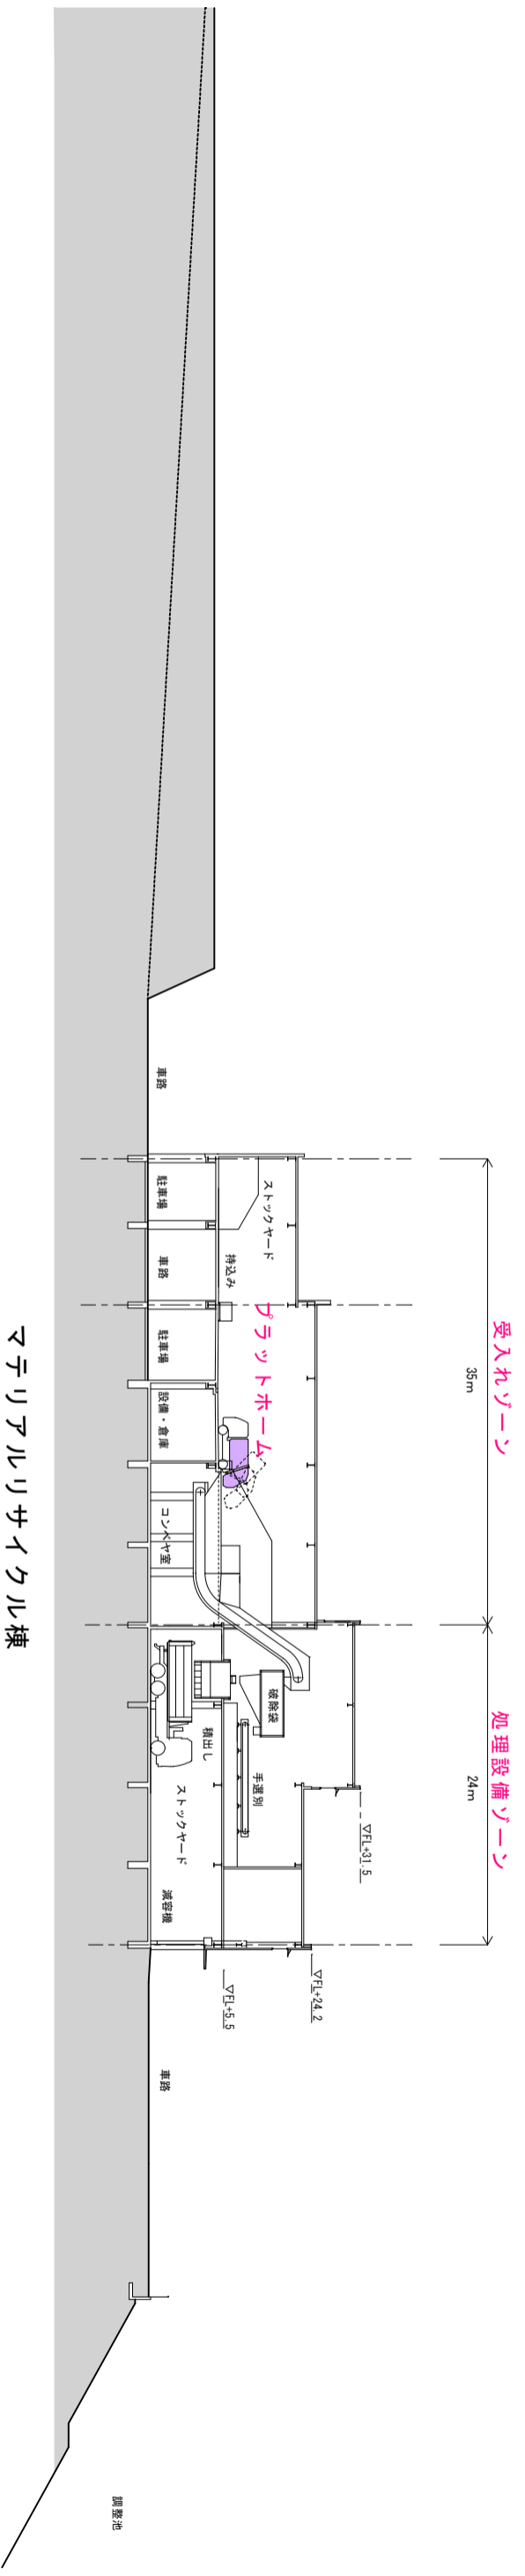 受入れゾーン
処理設備ゾーン
35m
24m
▽FL+31.5
▽FL+24.2
▽FL+5.5
ストックヤード
持込み
プラットホーム
破除袋
手選別
車路
駐車場
車路
駐車場
設備・倉庫
コンベヤ室
積出し
ストックヤード
減容機
車路
調整池
マテリアルリサイクル棟